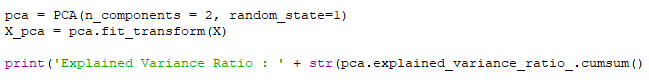 pca = PCA(n_components = 2, random_state=1)
X_pca = pca.fit_transform(X)
print('Explained Variance Ratio : ' + str(pca.explained_variance_ratio_.cumsum()